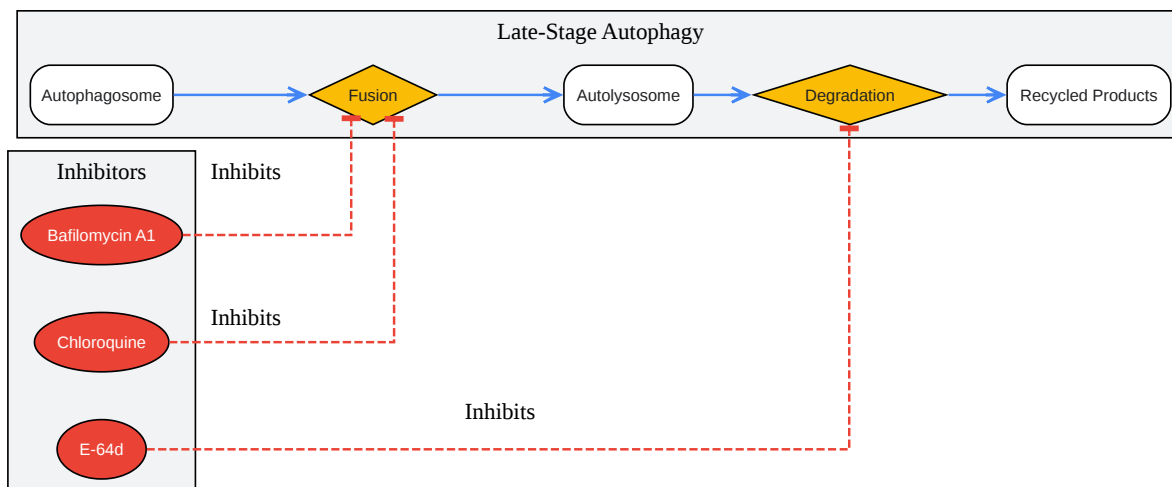 Late-Stage Autophagy
Autophagosome
Fusion
Autolysosome
Degradation
Recycled Products
Inhibitors
Inhibits
Bafilomycin A1
Inhibits
Chloroquine
Inhibits
E-64d